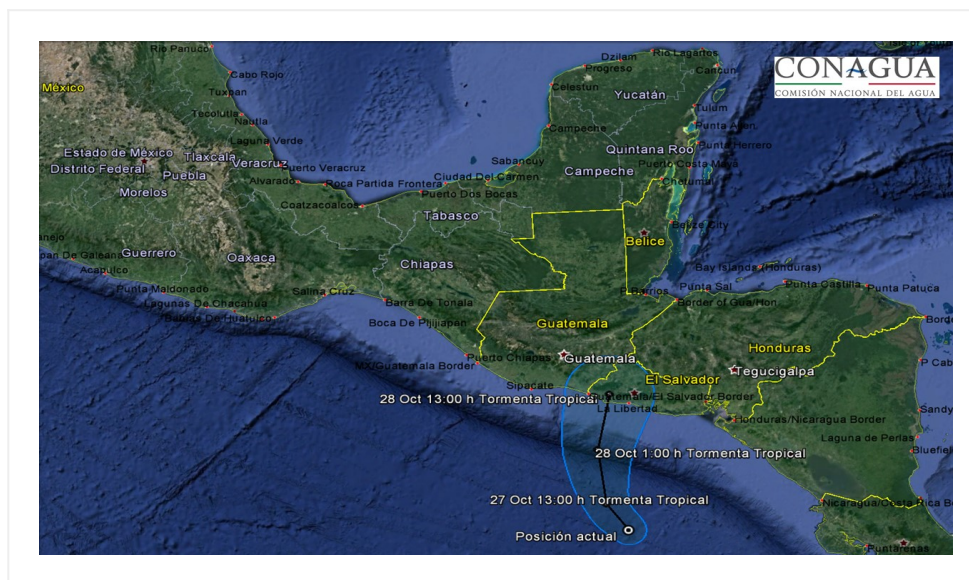 Rio Panuco
Dzilam
Rio Lagartos
Progreso
Cancun
CONAGUA
COMISIÓN NACIONAL DEL AGUA
Cabo Rojo
México
Tuxpan
Celestun
Yucatán
Tecolutla
Nautla
Tulum
Laguna Verde
Campeche
Punta Allen
Estado de México
Tlaxcala
Veracruz
Quintana Roo
Punta Herrero
Distrito Federal
Puebla
Puerto Veracruz
Sabancuy
Campeche
Puerto Costa Maya
Morelos
Alvarado
Roca Partida
Frontera
Ciudad Del Carmen
Chetumal
Coatzacoalcos
Puerto Dos Bocas
Tabasco
Belize City
Belice
Guerrero
Oaxaca
Chiapas
Acapulco
Bay Islands (Honduras)
Punta Maldonado
Salina Cruz
P Barrios
Punta Sal
Punta Castilla
Punta Patuca
Lagunas De Chacahua
Barra De Tonala
Border of Gua/Hon
Bahias De Huatulco
Boca De Pijijiapan
Guatemala
Honduras
Puerto Chiapas
Guatemala
MX/Guatemala Border
El Salvador
Tegucigalpa
Sipacate
28 Oct 13:00 h Tormenta Tropical
Guatemala/El Salvador Border
La Libertad
Honduras/Nicaragua Border
Laguna de Perlas
28 Oct 1:00 h Tormenta Tropical
27 Oct 13:00 h Tormenta Tropical
Posición actual
Puntarenas